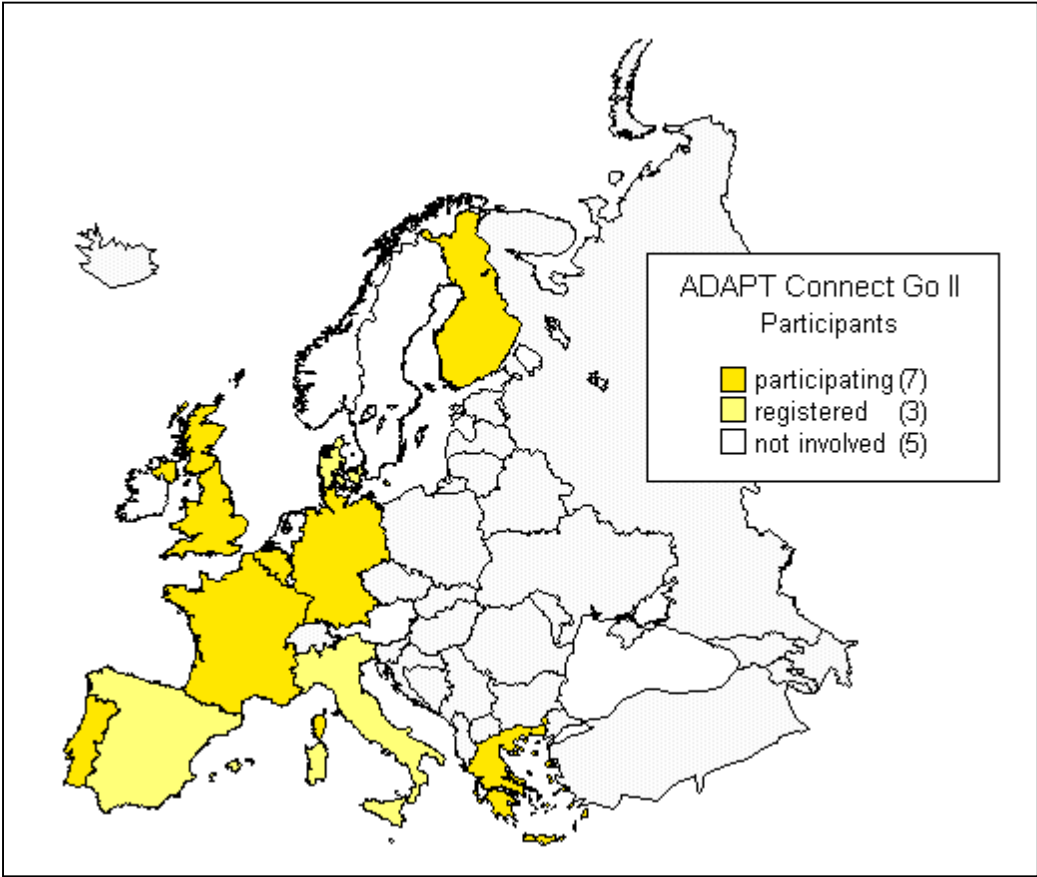 ADAPT Connect Go II
Participants
participating (7)
registered (3)
not involved (5)